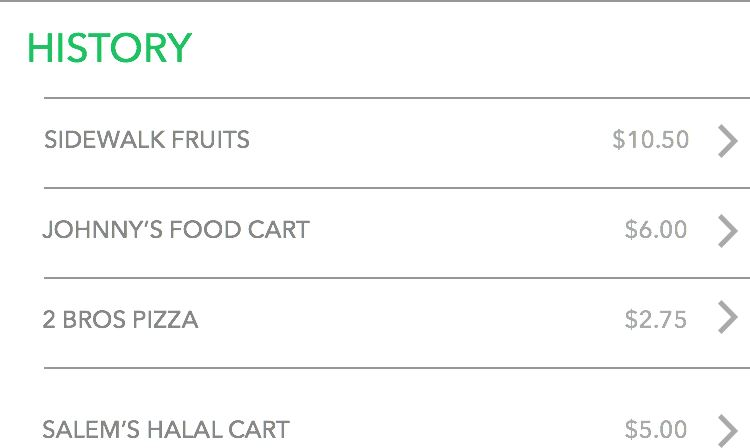 HISTORY
SIDEWALK FRUITS $10.50
JOHNNY’S FOOD CART $6.00
2 BROS PIZZA $2.75
SALEM’S HALAL CART $5.00